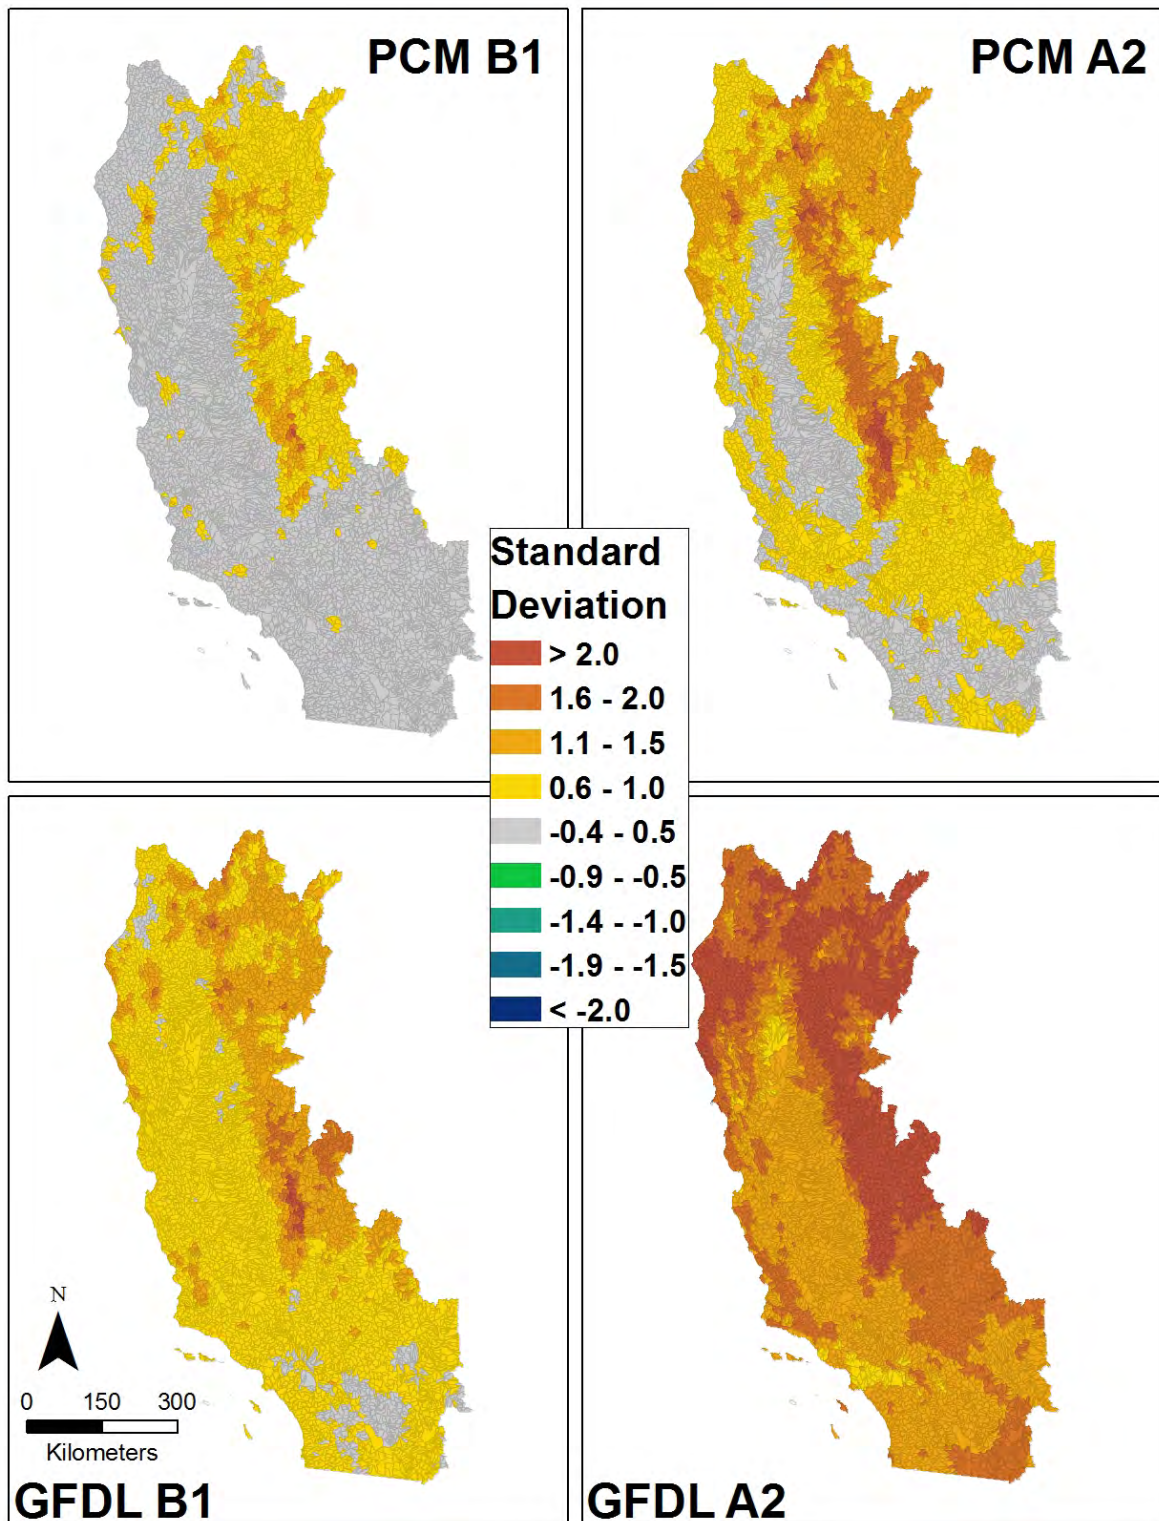 PCM B1
PCM A2
Standard
Deviation
> 2.0
1.6 - 2.0
1.1 - 1.5
0.6 - 1.0
-0.4 - 0.5
-0.9 - -0.5
-1.4 - -1.0
-1.9 - -1.5
< -2.0
N
0 150 300
Kilometers
GFDL B1
GFDL A2